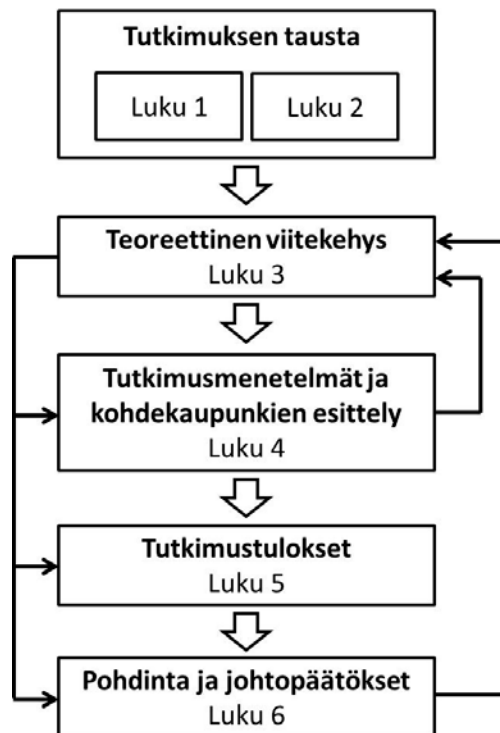 Tutkimuksen tausta
Luku 1
Luku 2
Teoreettinen viitekehys
Luku 3
Tutkimusmenetelmät ja
kohdekaupunkien esittely
Luku 4
Tutkimustulokset
Luku 5
Pohdinta ja johtopäätökset
Luku 6